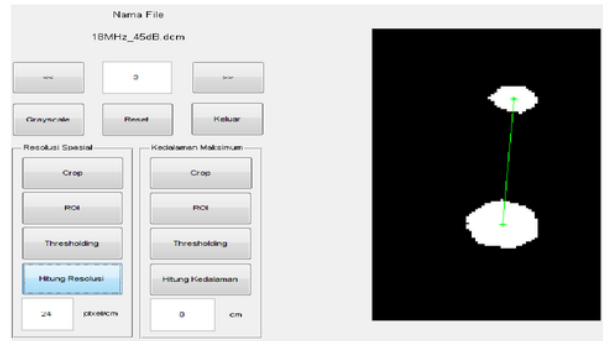 Nama File
18MHz_45dB.dcm
<< 3 >>
Grayscale Reset Keluar
Resolusi Spasial Kedalaman Maksimum
Crop Crop
ROI ROI
Thresholding Thresholding
Hitung Resolusi Hitung Kedalaman
24 pixel/cm 0 cm